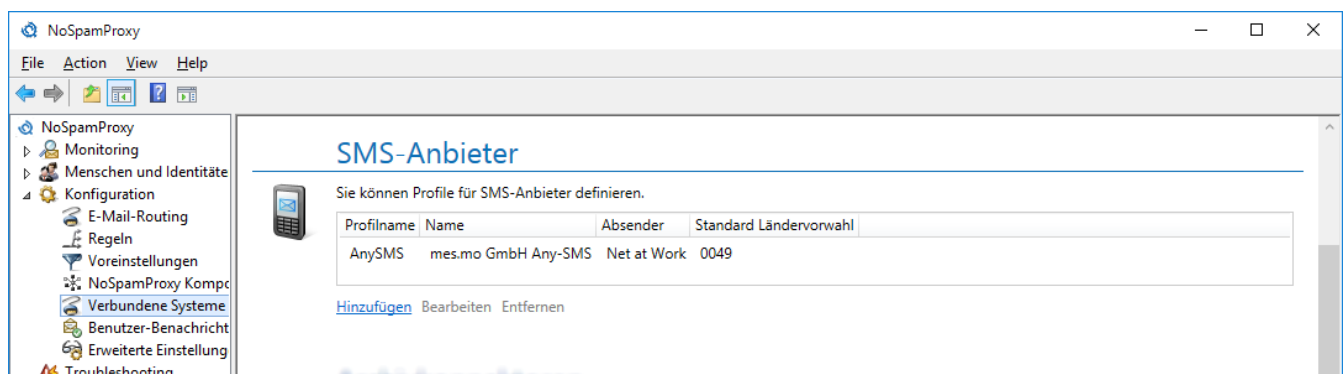 NoSpamProxy
File Action View Help
NoSpamProxy
Monitoring
Menschen und Identitäte
Konfiguration
E-Mail-Routing
Regeln
Voreinstellungen
NoSpamProxy Kompo
Verbundene Systeme
Benutzer-Benachricht
Erweiterte Einstellung
Troubleshooting
SMS-Anbieter
Sie können Profile für SMS-Anbieter definieren.
Profilname Name Absender Standard Ländervorwahl
AnySMS mes.mo GmbH Any-SMS Net at Work 0049
Hinzufügen Bearbeiten Entfernen